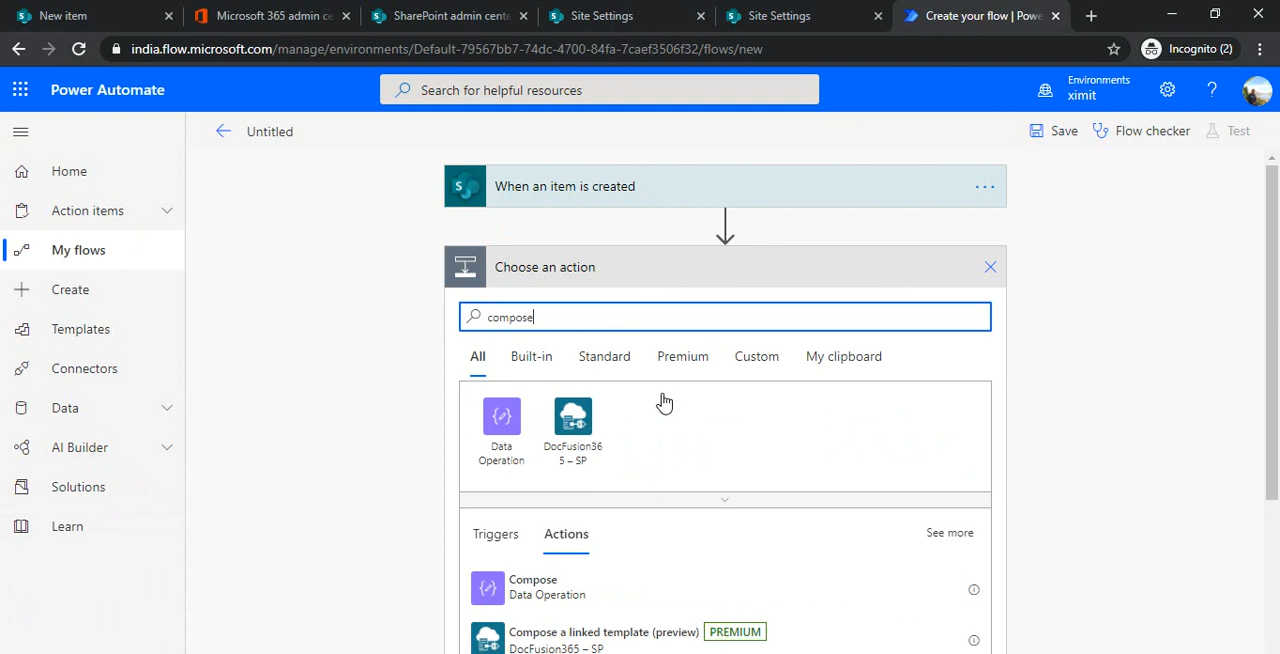 New item
Microsoft 365 admin ce
SharePoint admin cente
Site Settings
Site Settings
Create your flow | Powe
india.flow.microsoft.com/manage/environments/Default-79567bb7-74dc-4700-84fa-7caef3506f32/flows/new
Incognito (2)
Power Automate
Search for helpful resources
Environments
ximit
Untitled
Save
Flow checker
Test
Home
Action items
My flows
Create
Templates
Connectors
Data
AI Builder
Solutions
Learn
When an item is created
Choose an action
compose
All
Built-in
Standard
Premium
Custom
My clipboard
Data
Operation
DocFusion36
5 – SP
Triggers
Actions
See more
Compose
Data Operation
Compose a linked template (preview) PREMIUM
DocFusion365 – SP